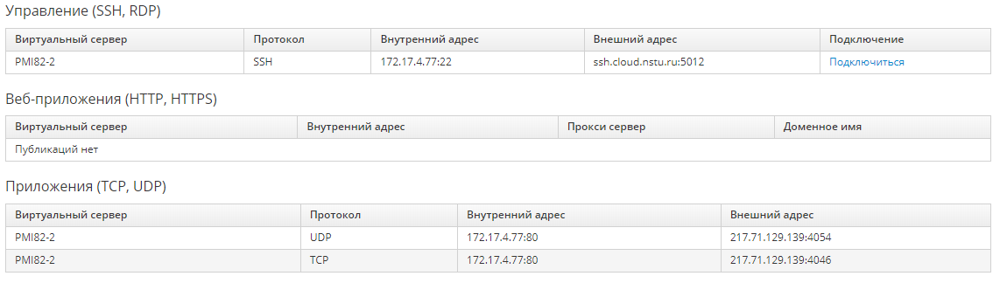 Управление (SSH, RDP)
Виртуальный сервер Протокол Внутренний адрес Внешний адрес Подключение
PMI82-2 SSH 172.17.4.77:22 ssh.cloud.nstu.ru:5012 Подключиться
Веб-приложения (HTTP, HTTPS)
Виртуальный сервер Внутренний адрес Прокси сервер Доменное имя
Публикаций нет
Приложения (TCP, UDP)
Виртуальный сервер Протокол Внутренний адрес Внешний адрес
PMI82-2 UDP 172.17.4.77:80 217.71.129.139:4054
PMI82-2 TCP 172.17.4.77:80 217.71.129.139:4046